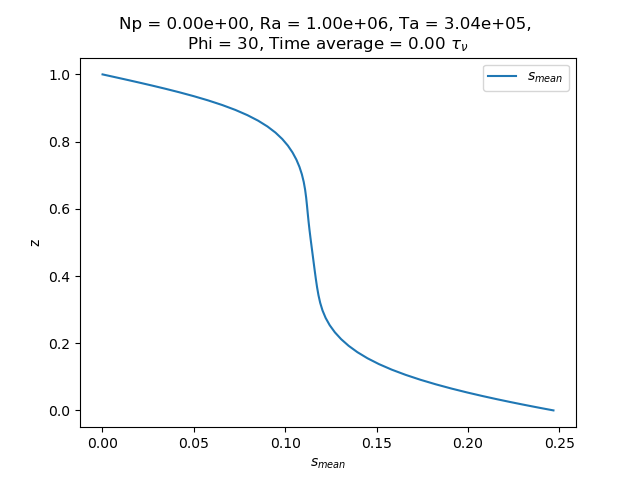 Np = 0.00e+00, Ra = 1.00e+06, Ta = 3.04e+05,
Phi = 30, Time average = 0.00 τν
s_mean
1.0
0.8
0.6
0.4
0.2
0.0
z
0.00 0.05 0.10 0.15 0.20 0.25
s_mean